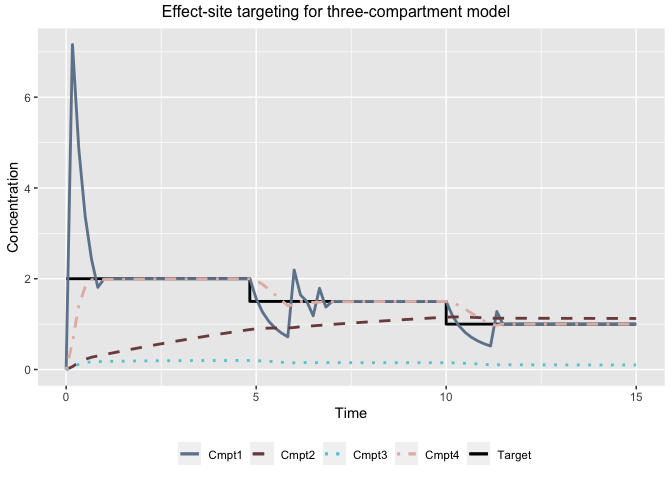 Effect-site targeting for three-compartment model
Concentration
6
4
2
0
0 5 10 15
Time
Cmpt1 Cmpt2 Cmpt3 Cmpt4 Target